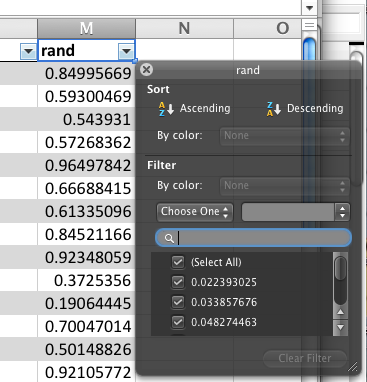 M N O
rand
0.84995669
0.59300469
0.543931
0.57268362
0.96497842
0.66688415
0.61335096
0.84521166
0.92348059
0.3725356
0.19064445
0.70047014
0.50148826
0.92105772
rand
Sort
A Z Ascending Z A Descending
By color: None
Filter
By color: None
Choose One
(Select All)
0.022393025
0.033857676
0.048274463
Clear Filter